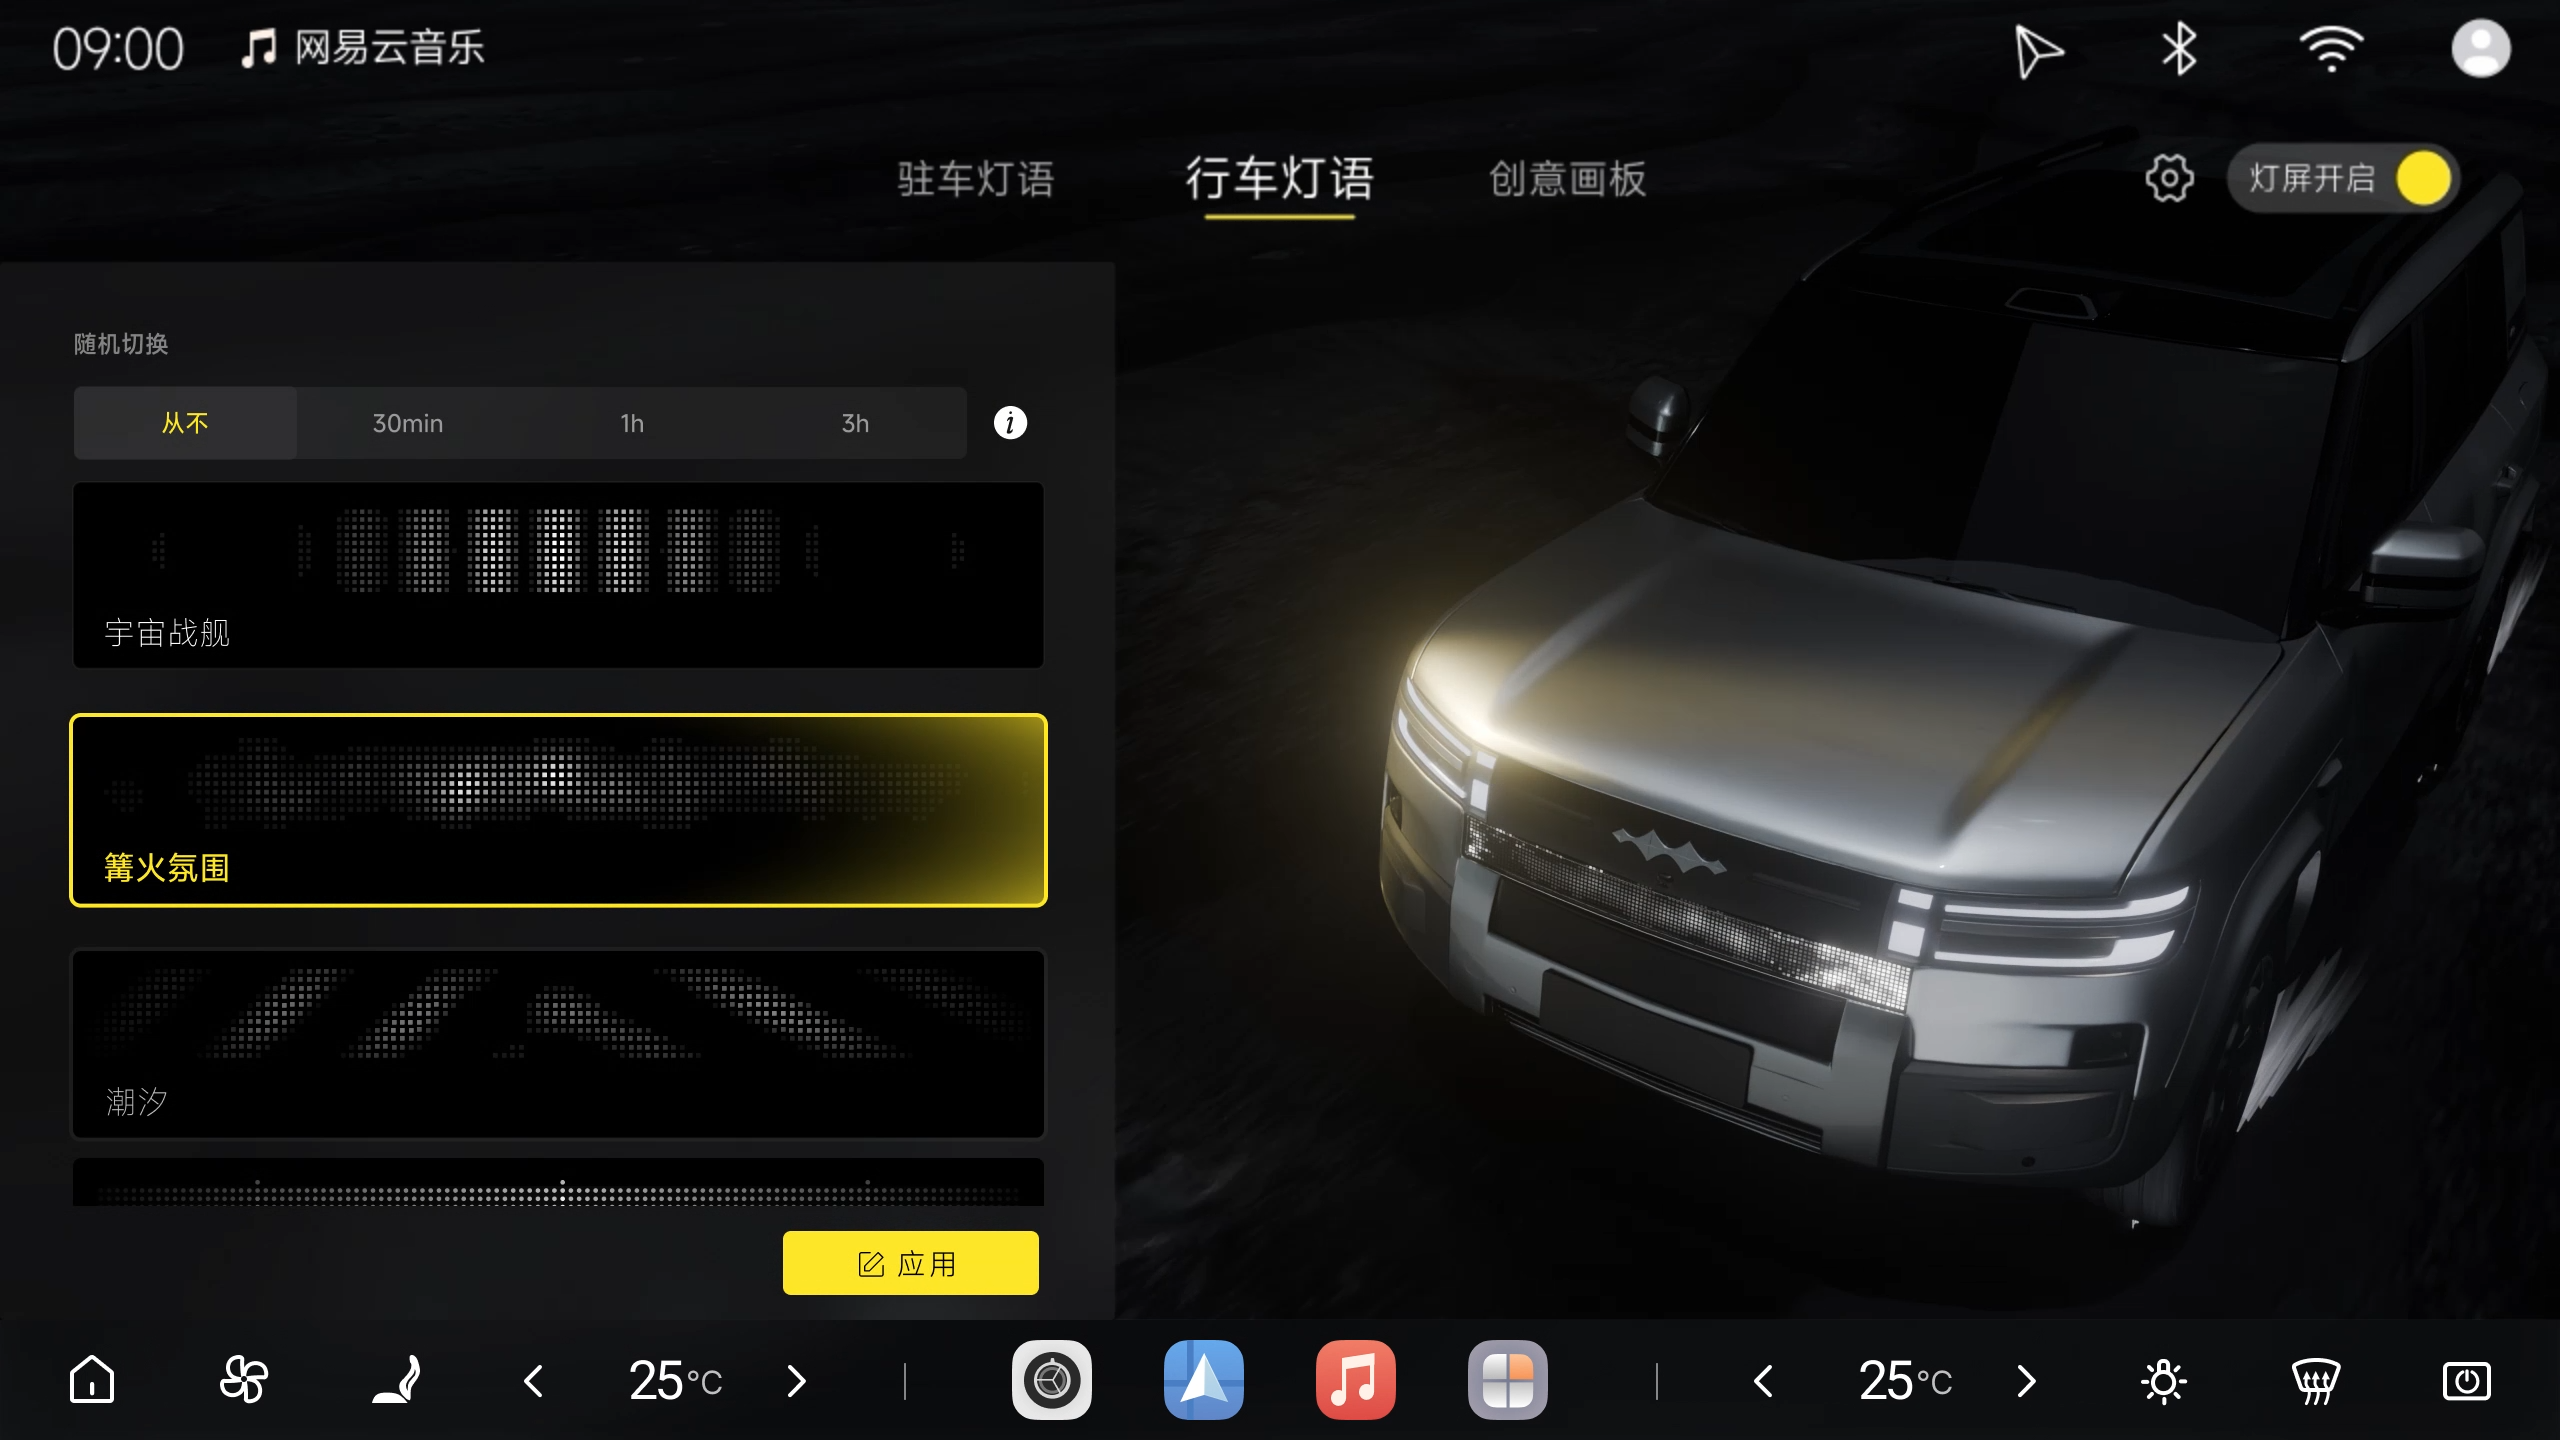 09:00 网易云音乐
驻车灯语 行车灯语 创意画板
灯屏开启
随机切换
从不 30min 1h 3h
宇宙战舰
篝火氛围
潮汐
应用
25°C 25°C